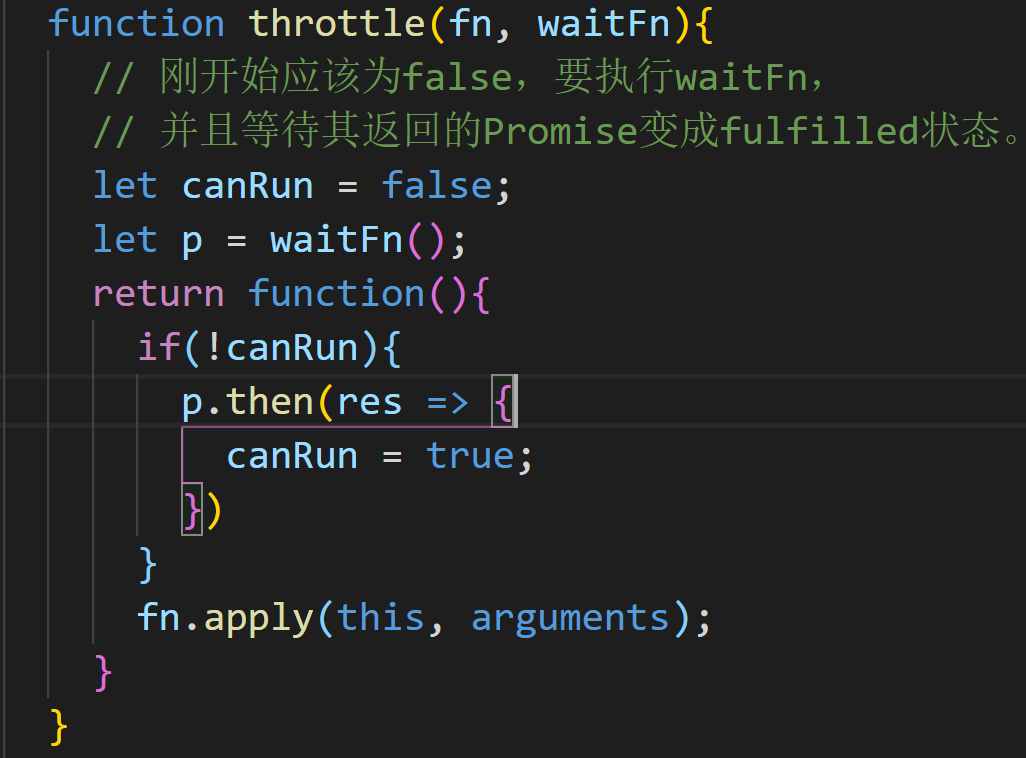 function throttle(fn, waitFn){
// 刚开始应该为false，要执行waitFn，
// 并且等待其返回的Promise变成fulfilled状态。
let canRun = false;
let p = waitFn();
return function(){
if(!canRun){
p.then(res => {
canRun = true;
})
}
fn.apply(this, arguments);
}
}